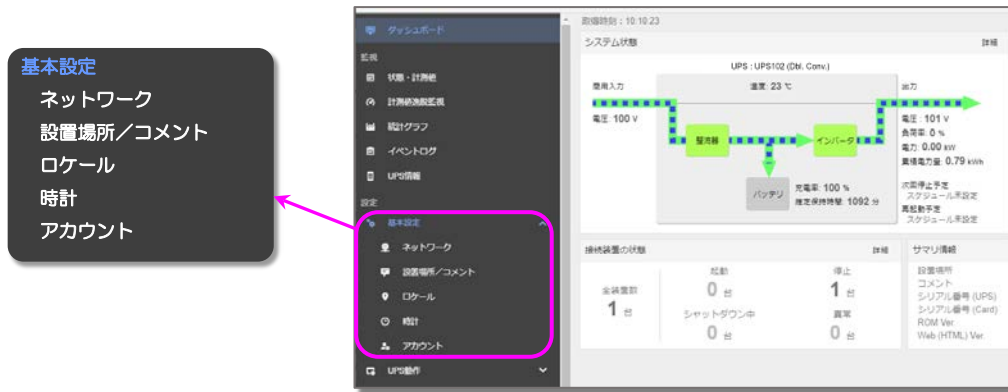 基本設定
ネットワーク
設置場所／コメント
ロケール
時計
アカウント
ダッシュボード
監視
状態・計測値
計測値逸脱監視
統計グラフ
イベントログ
UPS情報
設定
基本設定
ネットワーク
設置場所／コメント
ロケール
時計
アカウント
UPS動作
取得時刻 : 10:10:23
システム状態
詳細
UPS : UPS102 (Dbl. Conv.)
商用入力
電圧: 100 V
温度: 23 ℃
整流器
インバータ
バッテリ
充電率: 100 %
推定保持時間: 1092 分
出力
電圧: 101 V
負荷率: 0 %
電力: 0.00 kW
累積電力量: 0.79 kWh
次回停止予定
スケジュール未設定
再起動予定
スケジュール未設定
接続装置の状態
詳細
全装置数
1 台
起動
0 台
停止
1 台
シャットダウン中
0 台
異常
0 台
サマリ情報
設置場所
コメント
シリアル番号 (UPS)
シリアル番号 (Card)
ROM Ver.
Web (HTML) Ver.